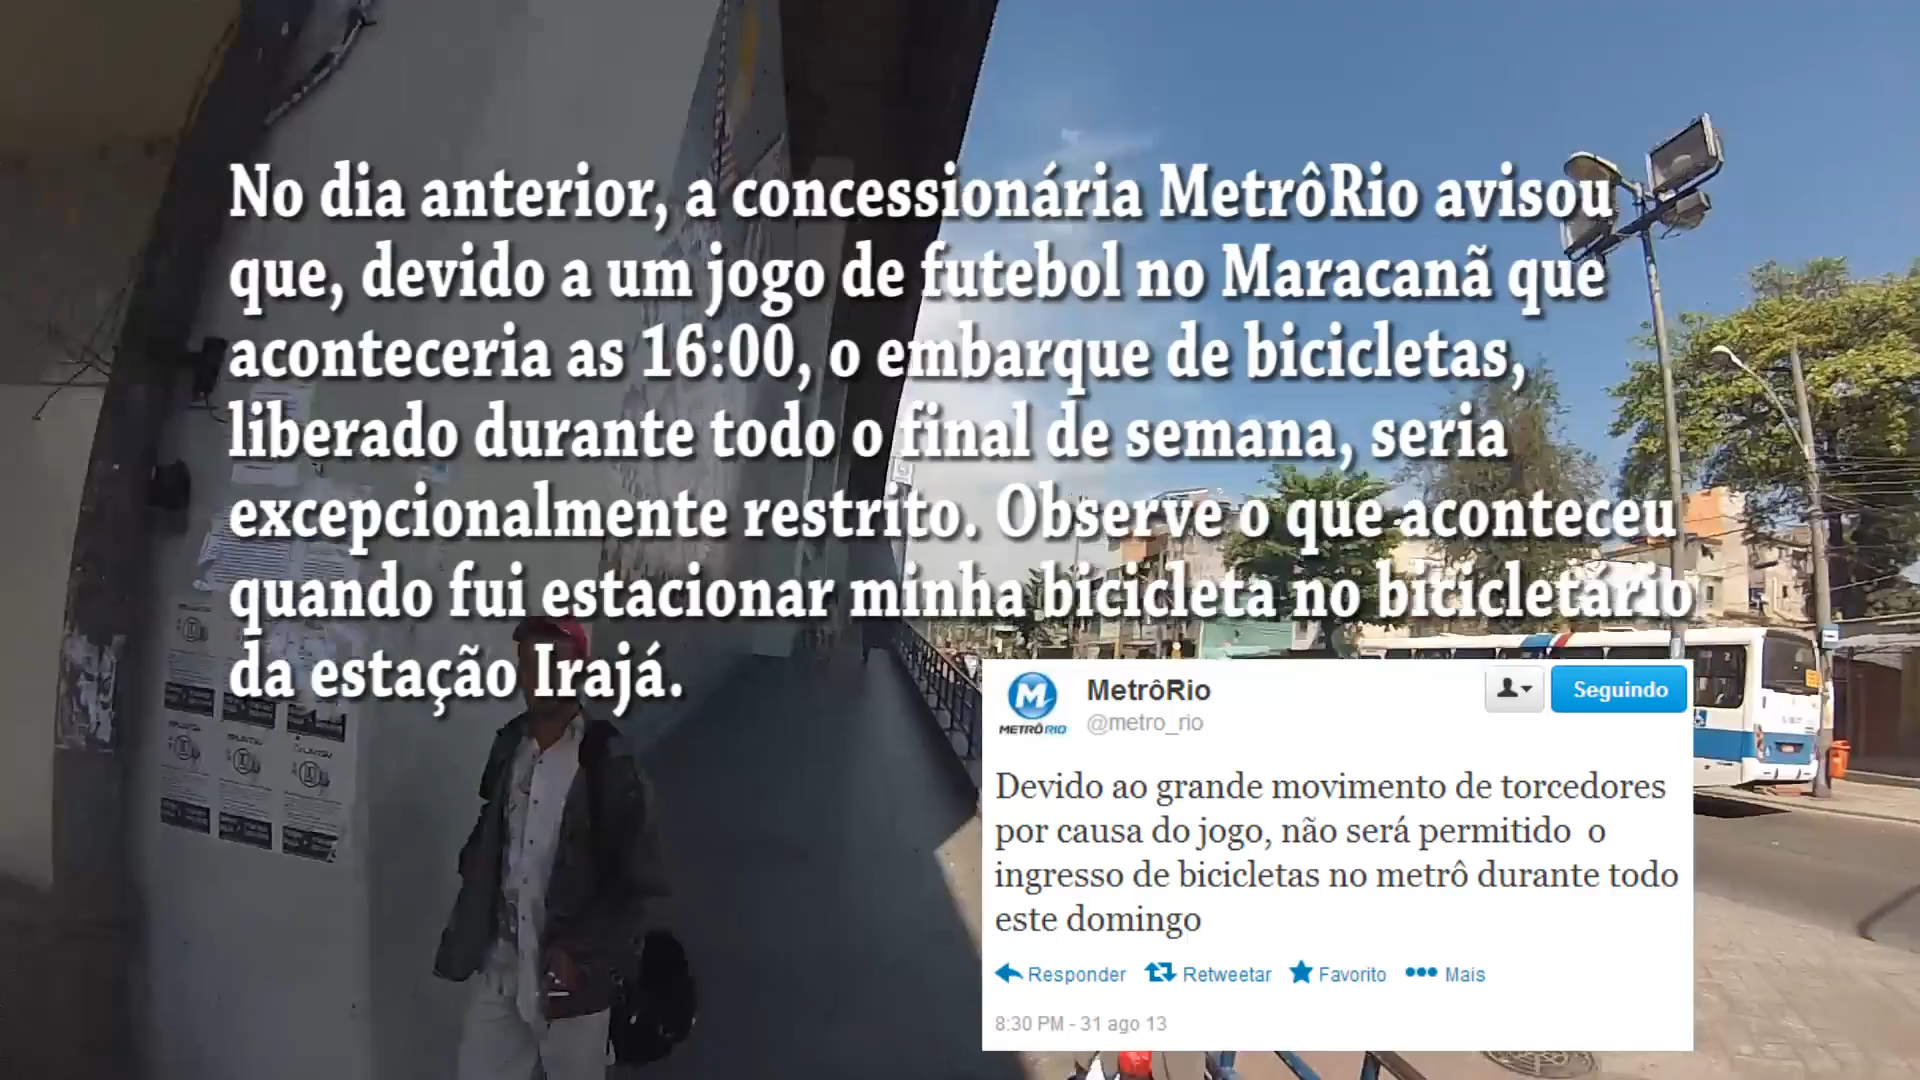 No dia anterior, a concessionária MetrôRio avisou
que, devido a um jogo de futebol no Maracanã que
aconteceria as 16:00, o embarque de bicicletas,
liberado durante todo o final de semana, seria
excepcionalmente restrito. Observe o que aconteceu
quando fui estacionar minha bicicleta no bicicletário
da estação Irajá.
MetrôRio
@metro_rio
METRÔ RIO
Seguindo
Devido ao grande movimento de torcedores
por causa do jogo, não será permitido o
ingresso de bicicletas no metrô durante todo
este domingo
Responder Retweetar Favorito Mais
8:30 PM - 31 ago 13